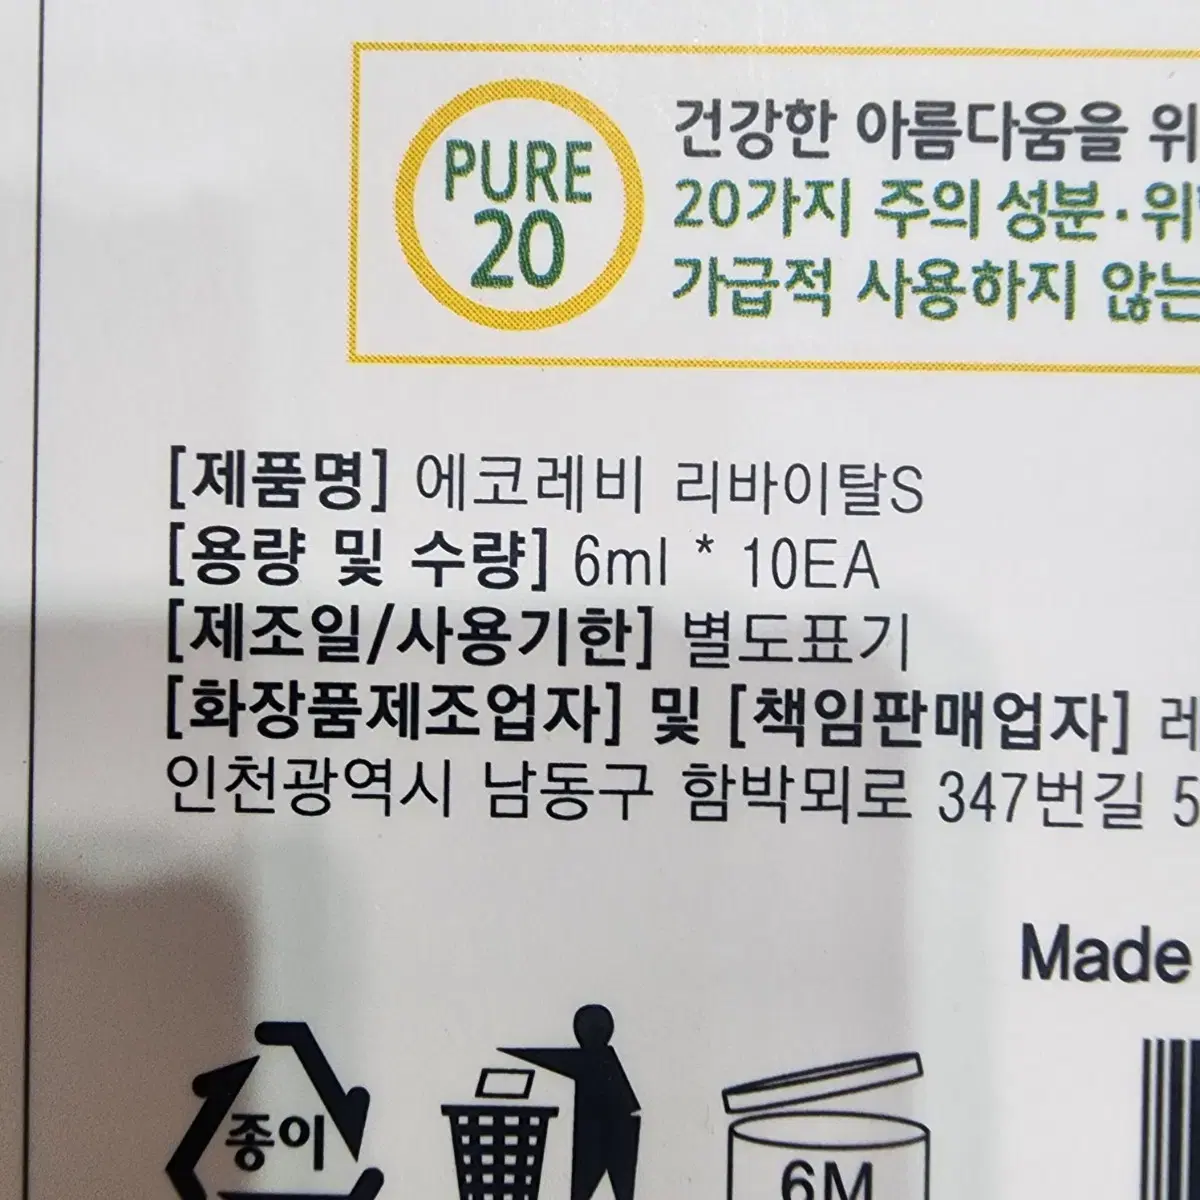 PURE
20
건강한 아름다움을 위
20가지 주의 성분·위
가급적 사용하지 않는
[제품명] 에코레비 리바이탈S
[용량 및 수량] 6ml * 10EA
[제조일/사용기한] 별도표기
[화장품제조업자] 및 [책임판매업자] 레
인천광역시 남동구 함박뫼로 347번길 5
Made
종이
6M